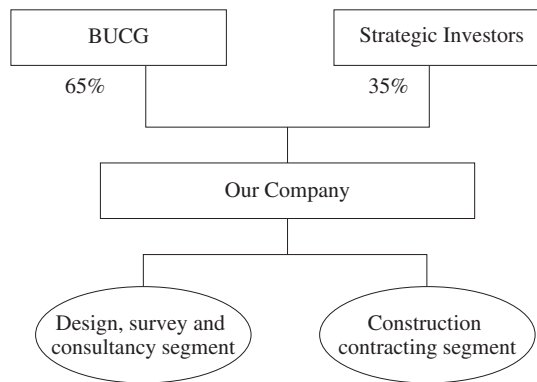 BUCG
Strategic Investors
65%
35%
Our Company
Design, survey and
consultancy segment
Construction
contracting segment